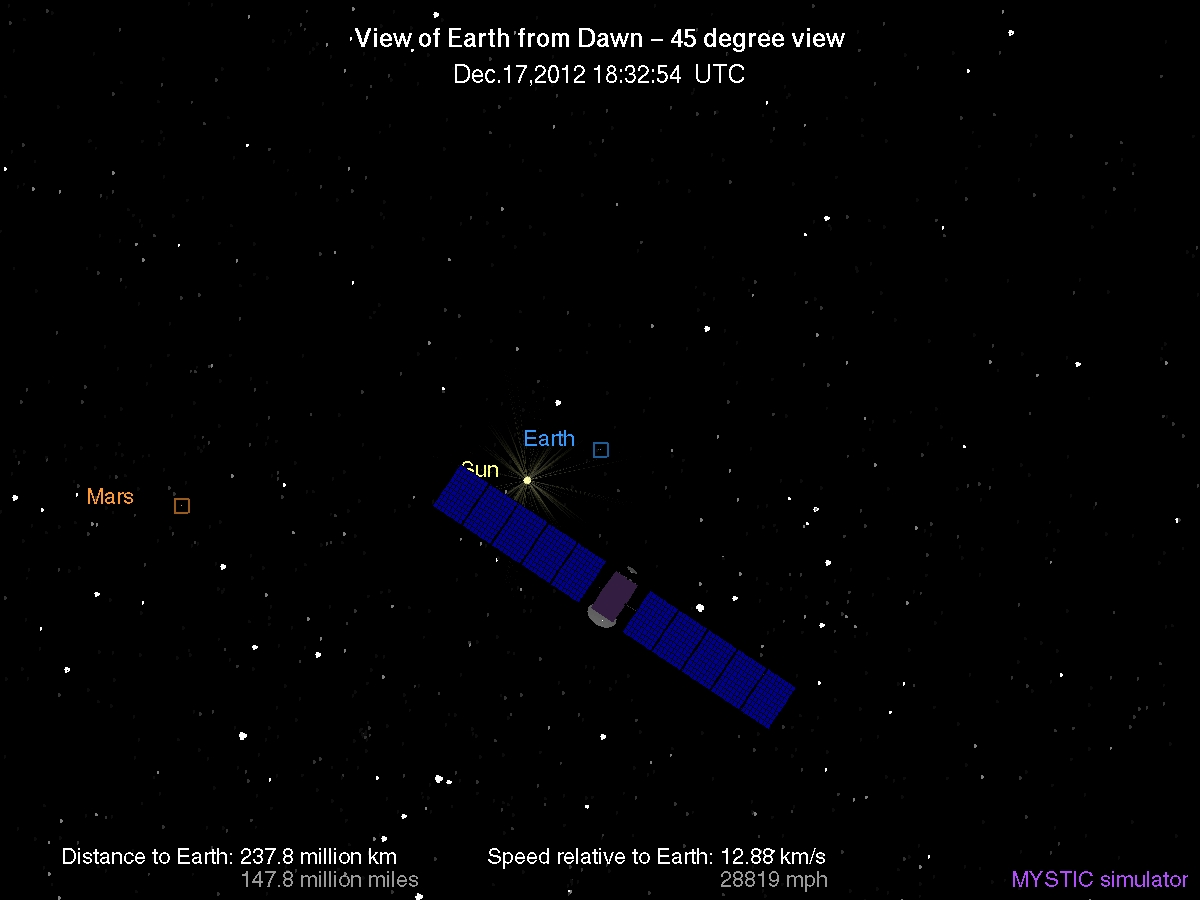 View of Earth from Dawn – 45 degree view
Dec.17,2012 18:32:54 UTC
Earth
Sun
Mars
Distance to Earth: 237.8 million km
147.8 million miles
Speed relative to Earth: 12.88 km/s
28819 mph
MYSTIC simulator